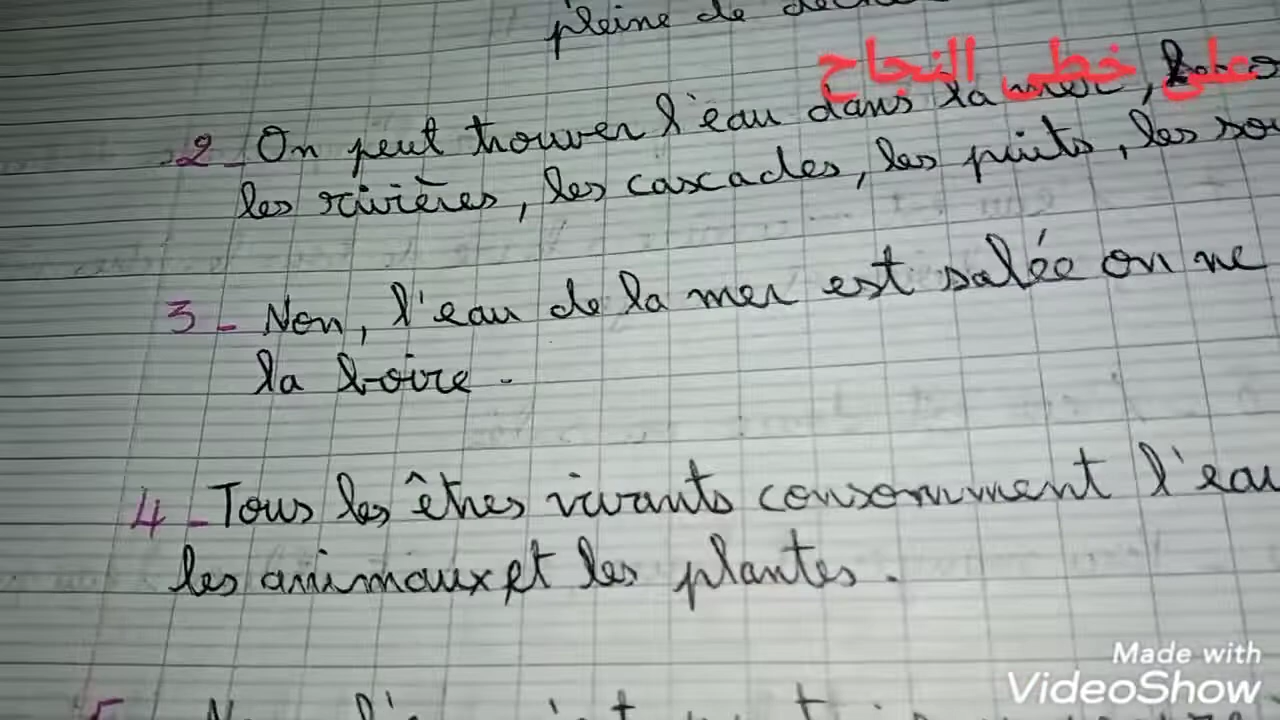 pleine de
على خطى النجاح
2 - On peut trouver l'eau dans la mer,
les rivières, les cascades, les puits, les
3 - Non, l'eau de la mer est salée on ne
la boire.
4 - Tous les êtres vivants consomment l'eau
les animaux et les plantes.
5
Made with
VideoShow